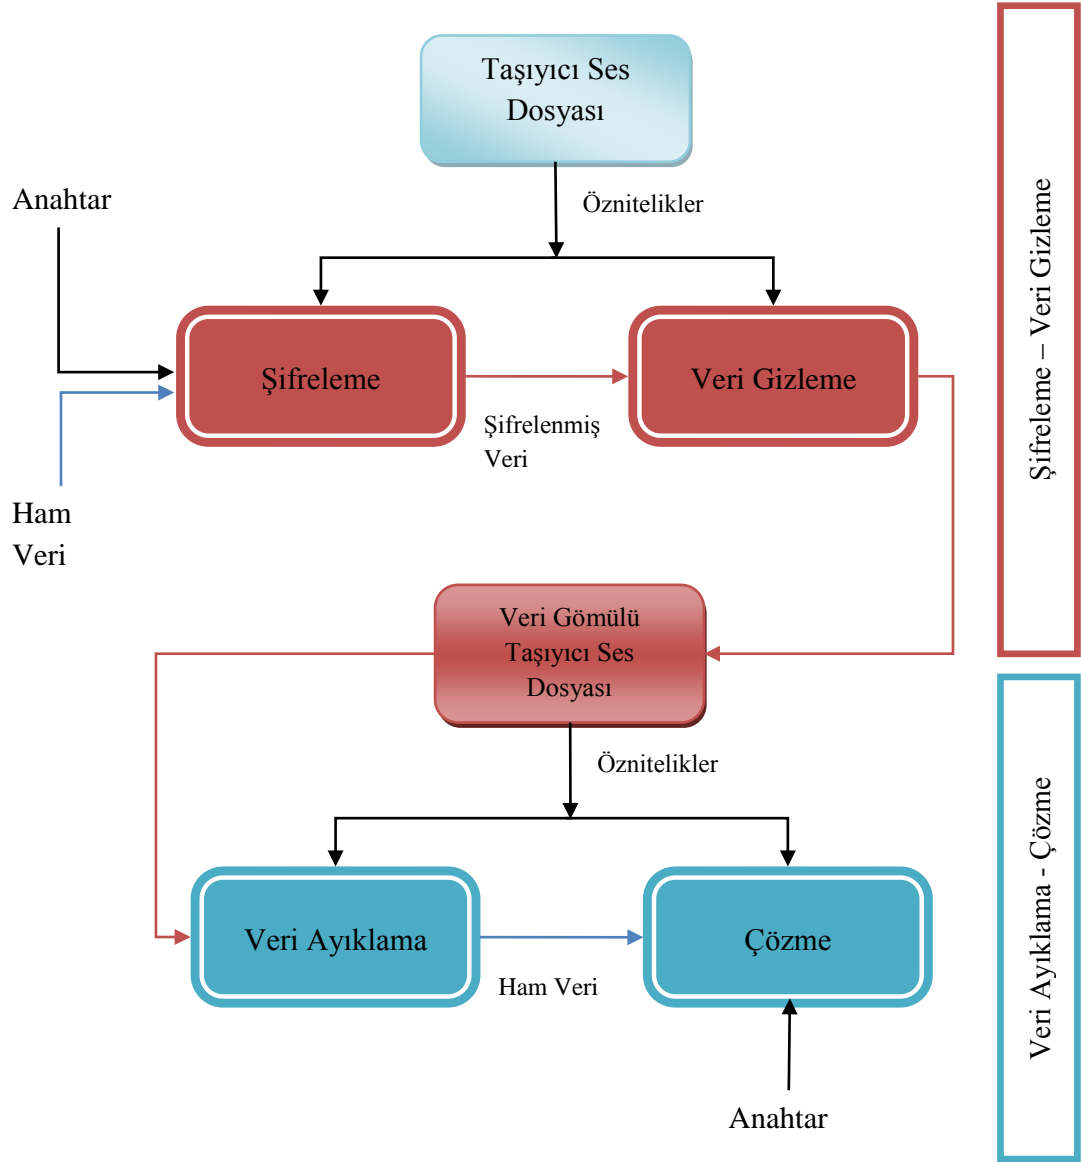 Taşıyıcı Ses
Dosyası
Öznitelikler
Anahtar
Şifreleme
Veri Gizleme
Şifrelenmiş
Veri
Ham
Veri
Şifreleme – Veri Gizleme
Veri Gömülü
Taşıyıcı Ses
Dosyası
Öznitelikler
Veri Ayıklama
Çözme
Ham Veri
Anahtar
Veri Ayıklama - Çözme